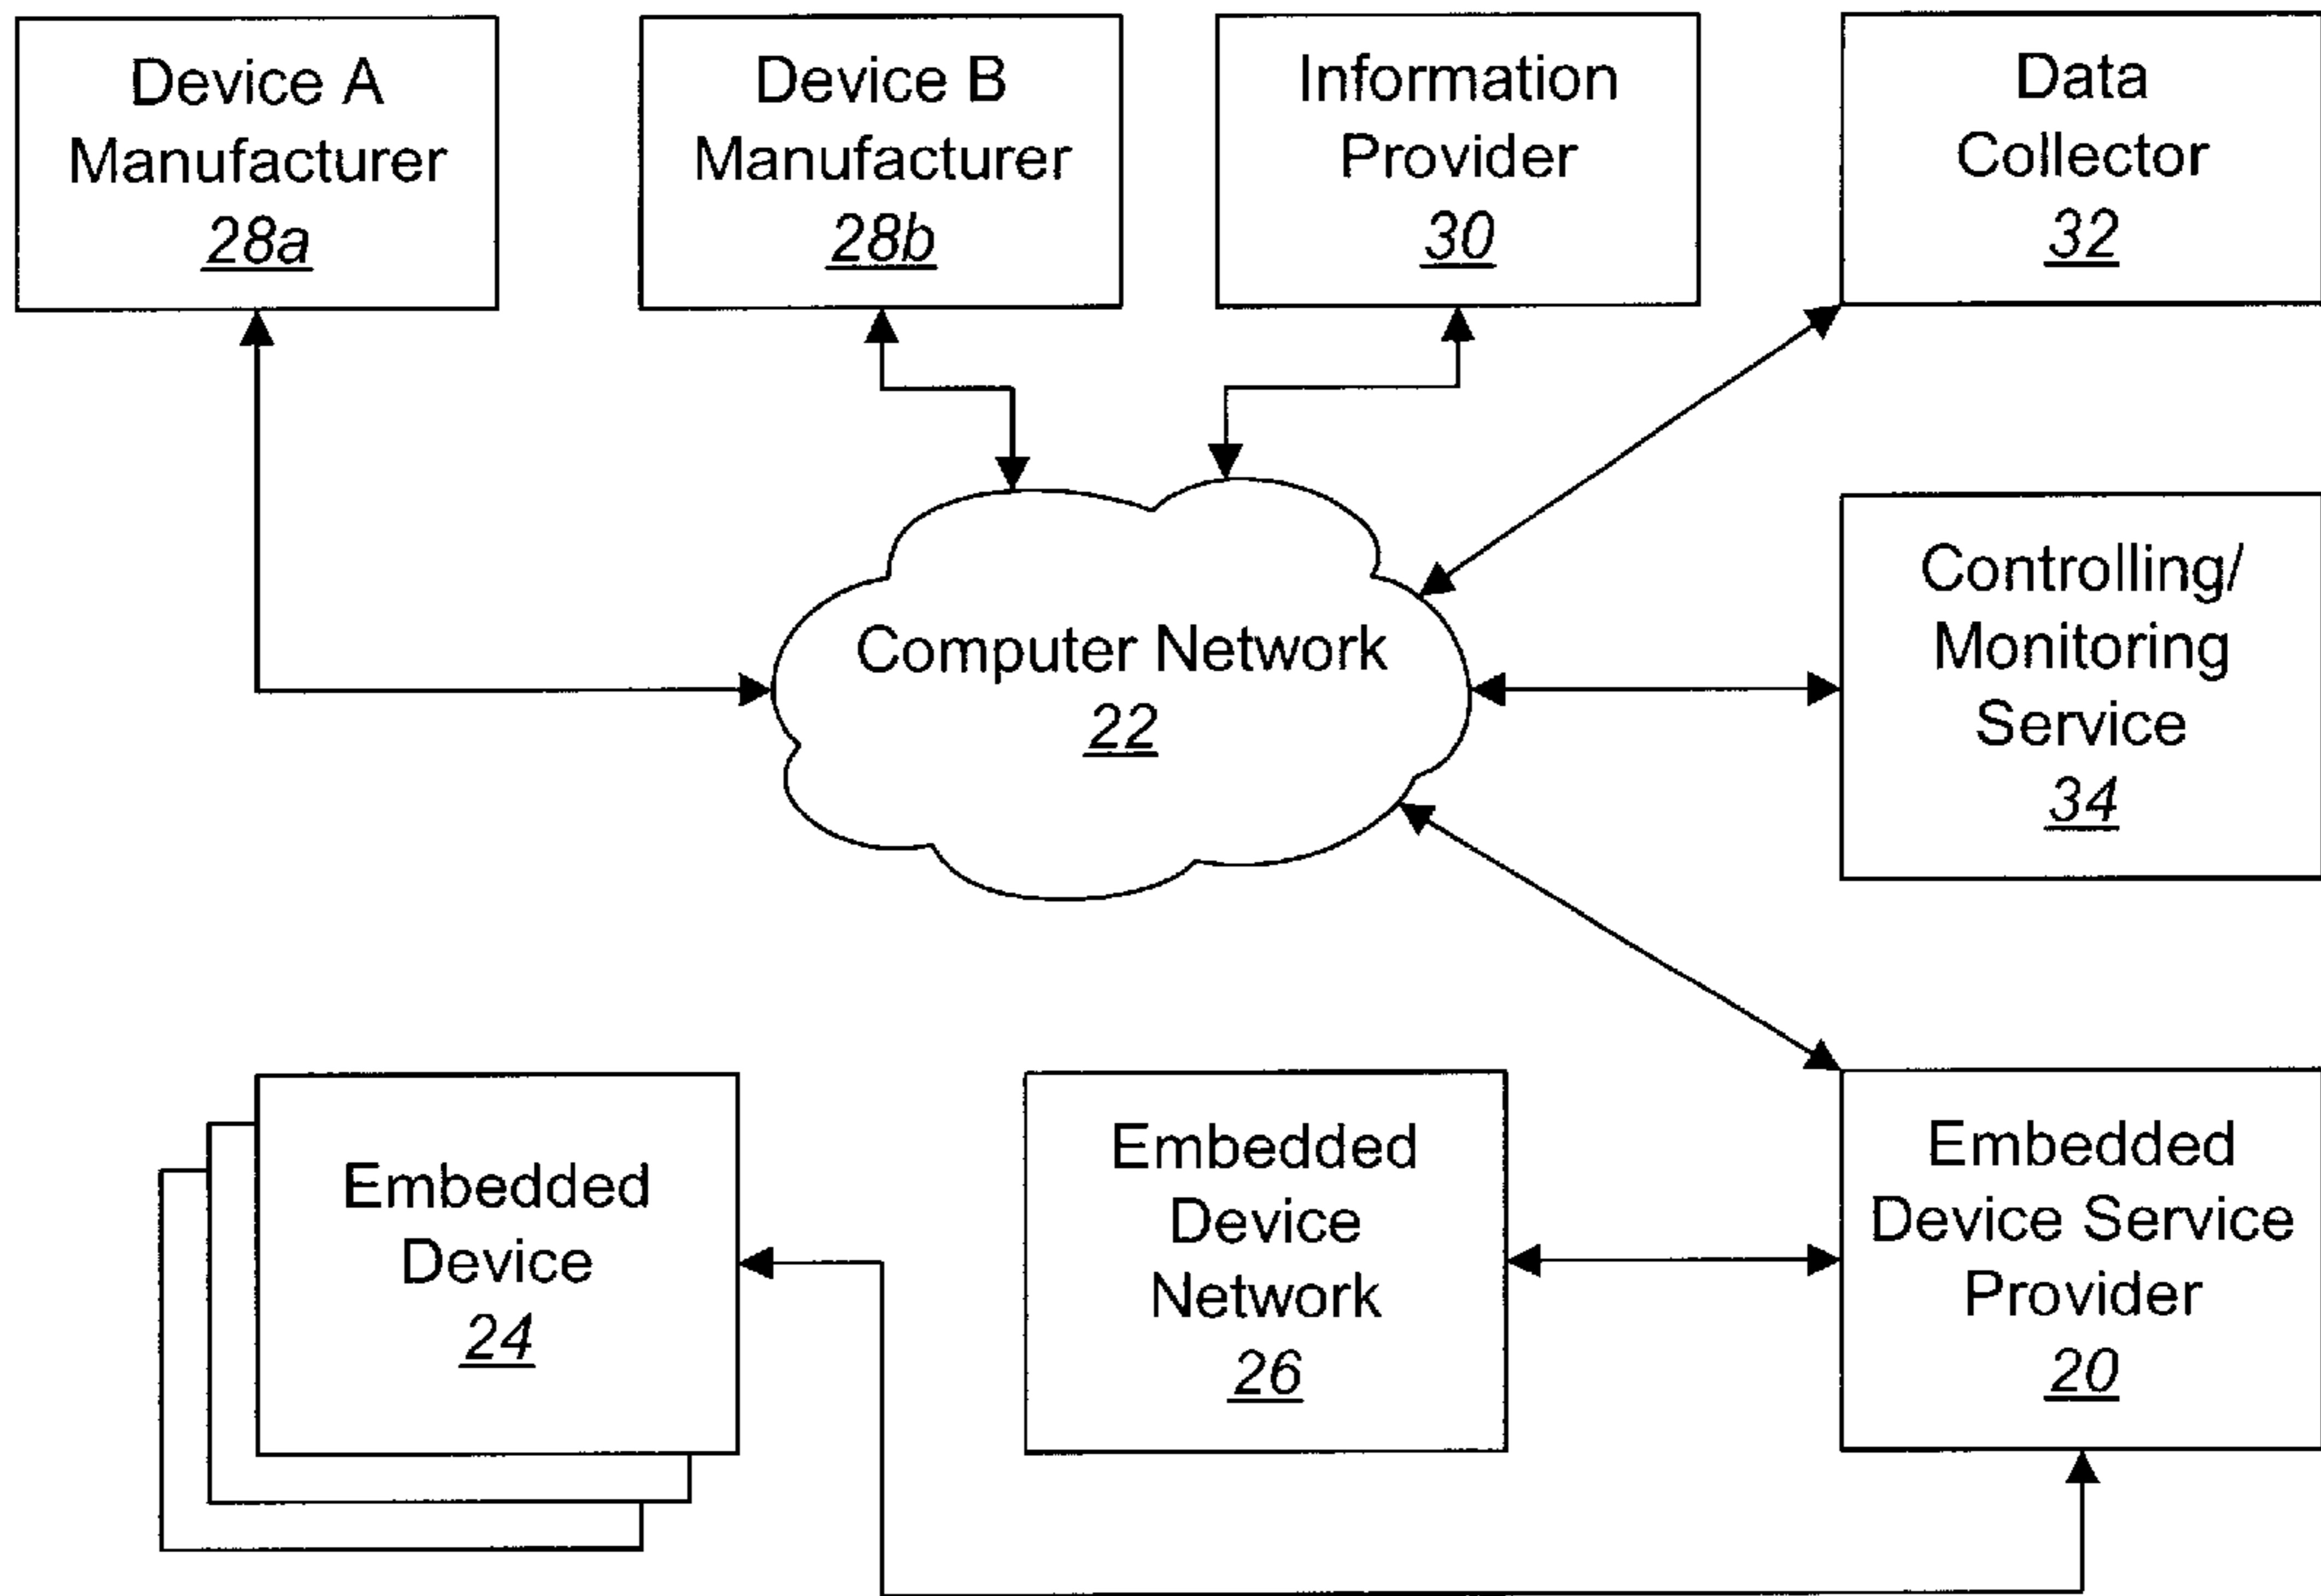 Device A
Manufacturer
28a
Device B
Manufacturer
28b
Information
Provider
30
Data
Collector
32
Computer Network
22
Controlling/
Monitoring
Service
34
Embedded
Device
24
Embedded
Device
Network
26
Embedded
Device Service
Provider
20